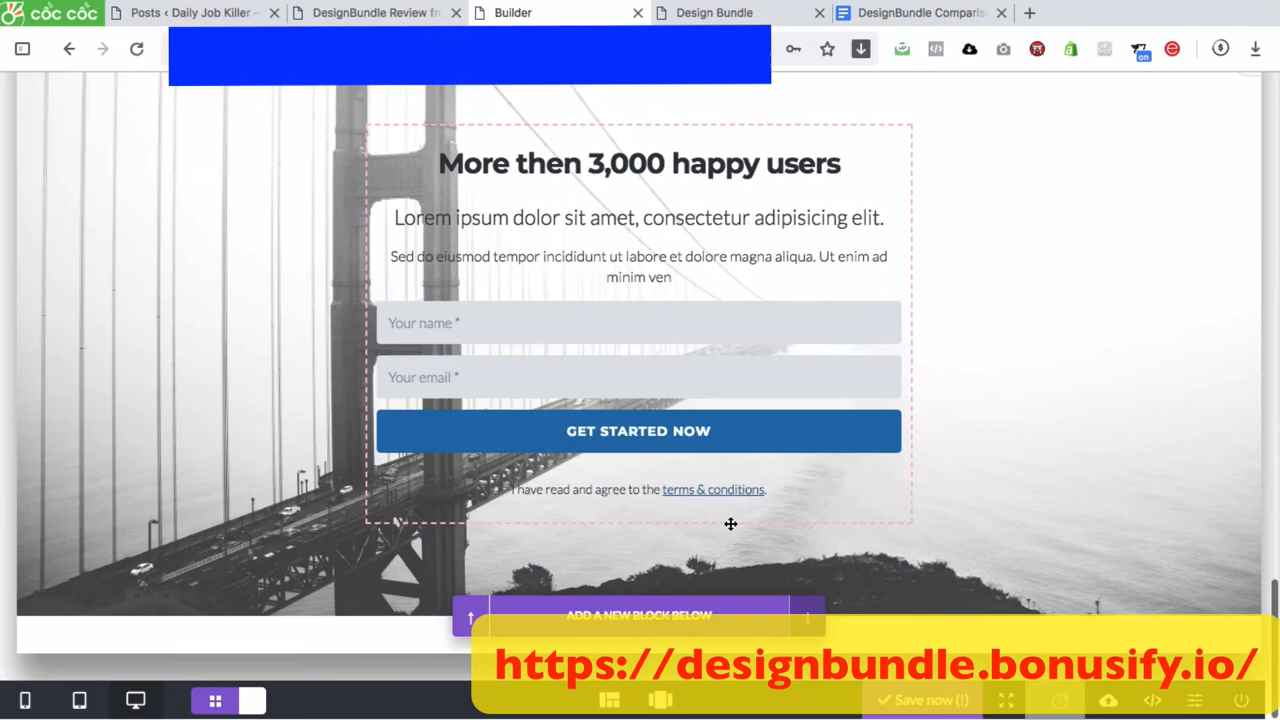 cốc cốc
Posts ‹ Daily Job Killer –
DesignBundle Review fr
Builder
Design Bundle
DesignBundle Comparis
on
More then 3,000 happy users
Lorem ipsum dolor sit amet, consectetur adipisicing elit.
Sed do eiusmod tempor incididunt ut labore et dolore magna aliqua. Ut enim ad
minim ven
Your name *
Your email *
GET STARTED NOW
I have read and agree to the terms & conditions.
ADD A NEW BLOCK BELOW
https://designbundle.bonusify.io/
Save now (!)